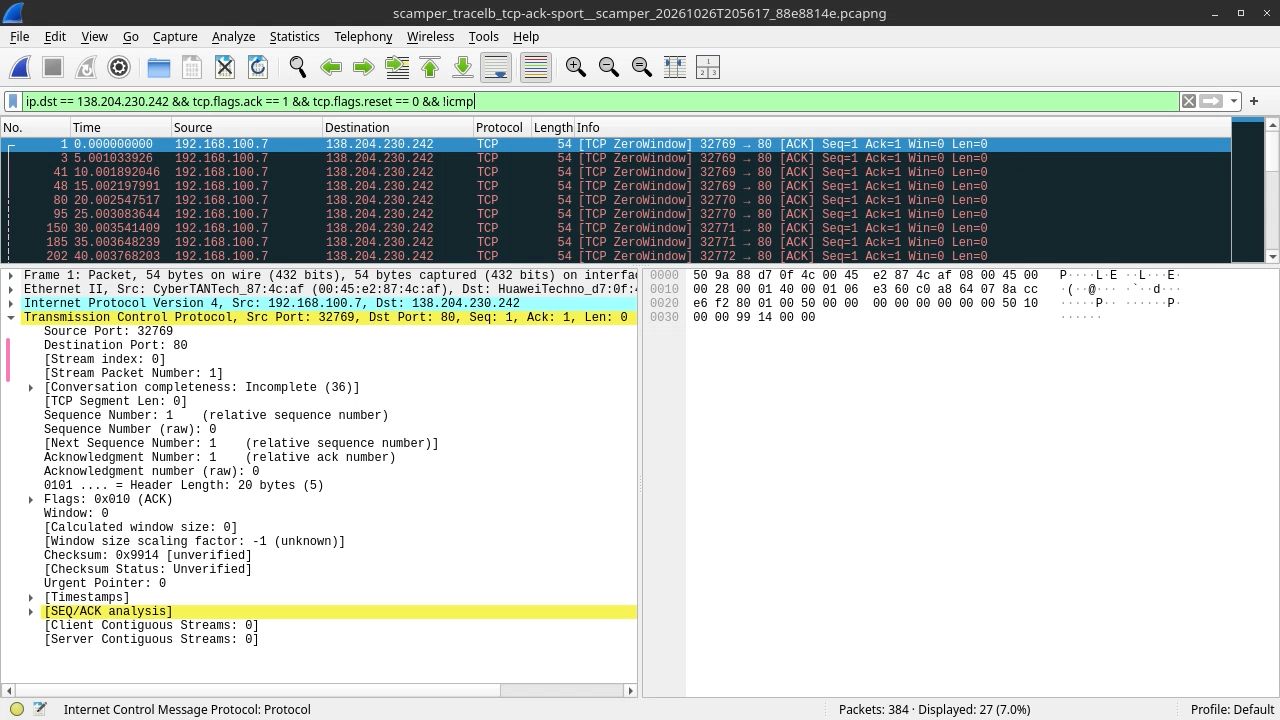 scamper_tracelb_tcp-ack-sport__scamper_20261026T205617_88e8814e.pcapng
File Edit View Go Capture Analyze Statistics Telephony Wireless Tools Help
ip.dst == 138.204.230.242 && tcp.flags.ack == 1 && tcp.flags.reset == 0 && !icmp
No. Time Source Destination Protocol Length Info
1 0.000000000 192.168.100.7 138.204.230.242 TCP 54 [TCP ZeroWindow] 32769 → 80 [ACK] Seq=1 Ack=1 Win=0 Len=0
3 5.001033926 192.168.100.7 138.204.230.242 TCP 54 [TCP ZeroWindow] 32769 → 80 [ACK] Seq=1 Ack=1 Win=0 Len=0
41 10.001892046 192.168.100.7 138.204.230.242 TCP 54 [TCP ZeroWindow] 32769 → 80 [ACK] Seq=1 Ack=1 Win=0 Len=0
48 15.002197991 192.168.100.7 138.204.230.242 TCP 54 [TCP ZeroWindow] 32769 → 80 [ACK] Seq=1 Ack=1 Win=0 Len=0
80 20.002547517 192.168.100.7 138.204.230.242 TCP 54 [TCP ZeroWindow] 32770 → 80 [ACK] Seq=1 Ack=1 Win=0 Len=0
95 25.003083644 192.168.100.7 138.204.230.242 TCP 54 [TCP ZeroWindow] 32770 → 80 [ACK] Seq=1 Ack=1 Win=0 Len=0
150 30.003541409 192.168.100.7 138.204.230.242 TCP 54 [TCP ZeroWindow] 32771 → 80 [ACK] Seq=1 Ack=1 Win=0 Len=0
185 35.003648239 192.168.100.7 138.204.230.242 TCP 54 [TCP ZeroWindow] 32771 → 80 [ACK] Seq=1 Ack=1 Win=0 Len=0
202 40.003768203 192.168.100.7 138.204.230.242 TCP 54 [TCP ZeroWindow] 32772 → 80 [ACK] Seq=1 Ack=1 Win=0 Len=0
Frame 1: Packet, 54 bytes on wire (432 bits), 54 bytes captured (432 bits) on interfa
Ethernet II, Src: CyberTANTech_87:4c:af (00:45:e2:87:4c:af), Dst: HuaweiTechno_d7:0f:4
Internet Protocol Version 4, Src: 192.168.100.7, Dst: 138.204.230.242
Transmission Control Protocol, Src Port: 32769, Dst Port: 80, Seq: 1, Ack: 1, Len: 0
Source Port: 32769
Destination Port: 80
[Stream index: 0]
[Stream Packet Number: 1]
[Conversation completeness: Incomplete (36)]
[TCP Segment Len: 0]
Sequence Number: 1 (relative sequence number)
Sequence Number (raw): 0
[Next Sequence Number: 1 (relative sequence number)]
Acknowledgment Number: 1 (relative ack number)
Acknowledgment number (raw): 0
0101 .... = Header Length: 20 bytes (5)
Flags: 0x010 (ACK)
Window: 0
[Calculated window size: 0]
[Window size scaling factor: -1 (unknown)]
Checksum: 0x9914 [unverified]
[Checksum Status: Unverified]
Urgent Pointer: 0
[Timestamps]
[SEQ/ACK analysis]
[Client Contiguous Streams: 0]
[Server Contiguous Streams: 0]
0000 50 9a 88 d7 0f 4c 00 45 e2 87 4c af 08 00 45 00 P····L·E ··L···E·
0010 00 28 00 01 40 00 01 06 e3 60 c0 a8 64 07 8a cc ·(··@··· ·`··d···
0020 e6 f2 80 01 00 50 00 00 00 00 00 00 00 00 50 10 ·····P·· ······P·
0030 00 00 99 14 00 00 ······
Internet Control Message Protocol: Protocol
Packets: 384 · Displayed: 27 (7.0%)
Profile: Default